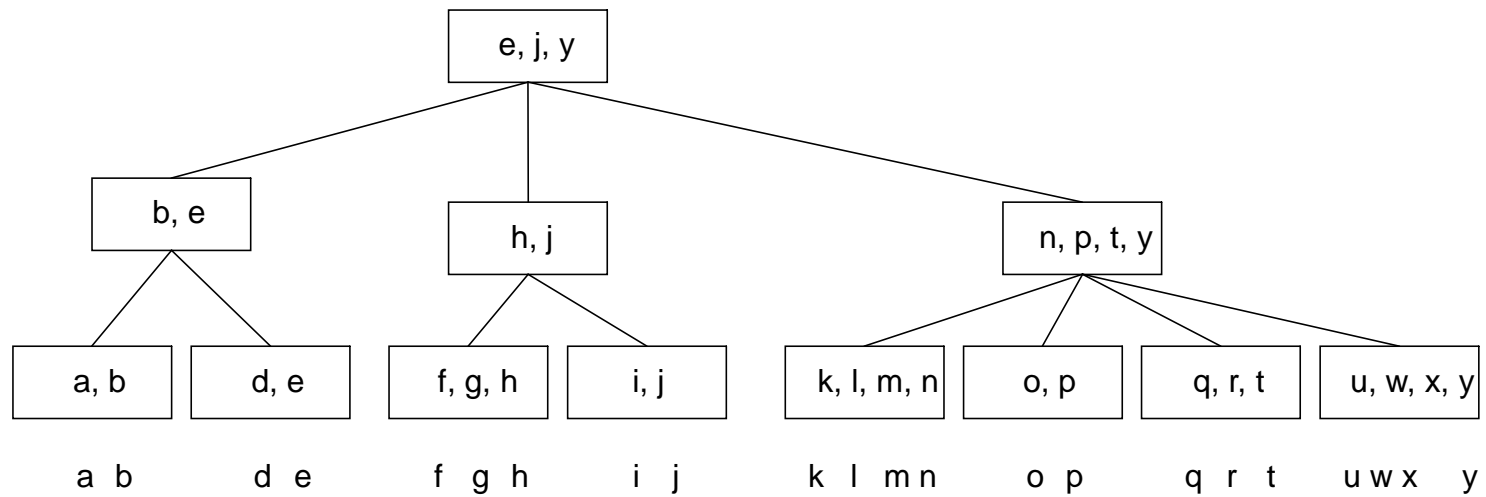 e, j, y
b, e
h, j
n, p, t, y
a, b
d, e
f, g, h
i, j
k, l, m, n
o, p
q, r, t
u, w, x, y
a b d e f g h i j k l m n o p q r t u w x y